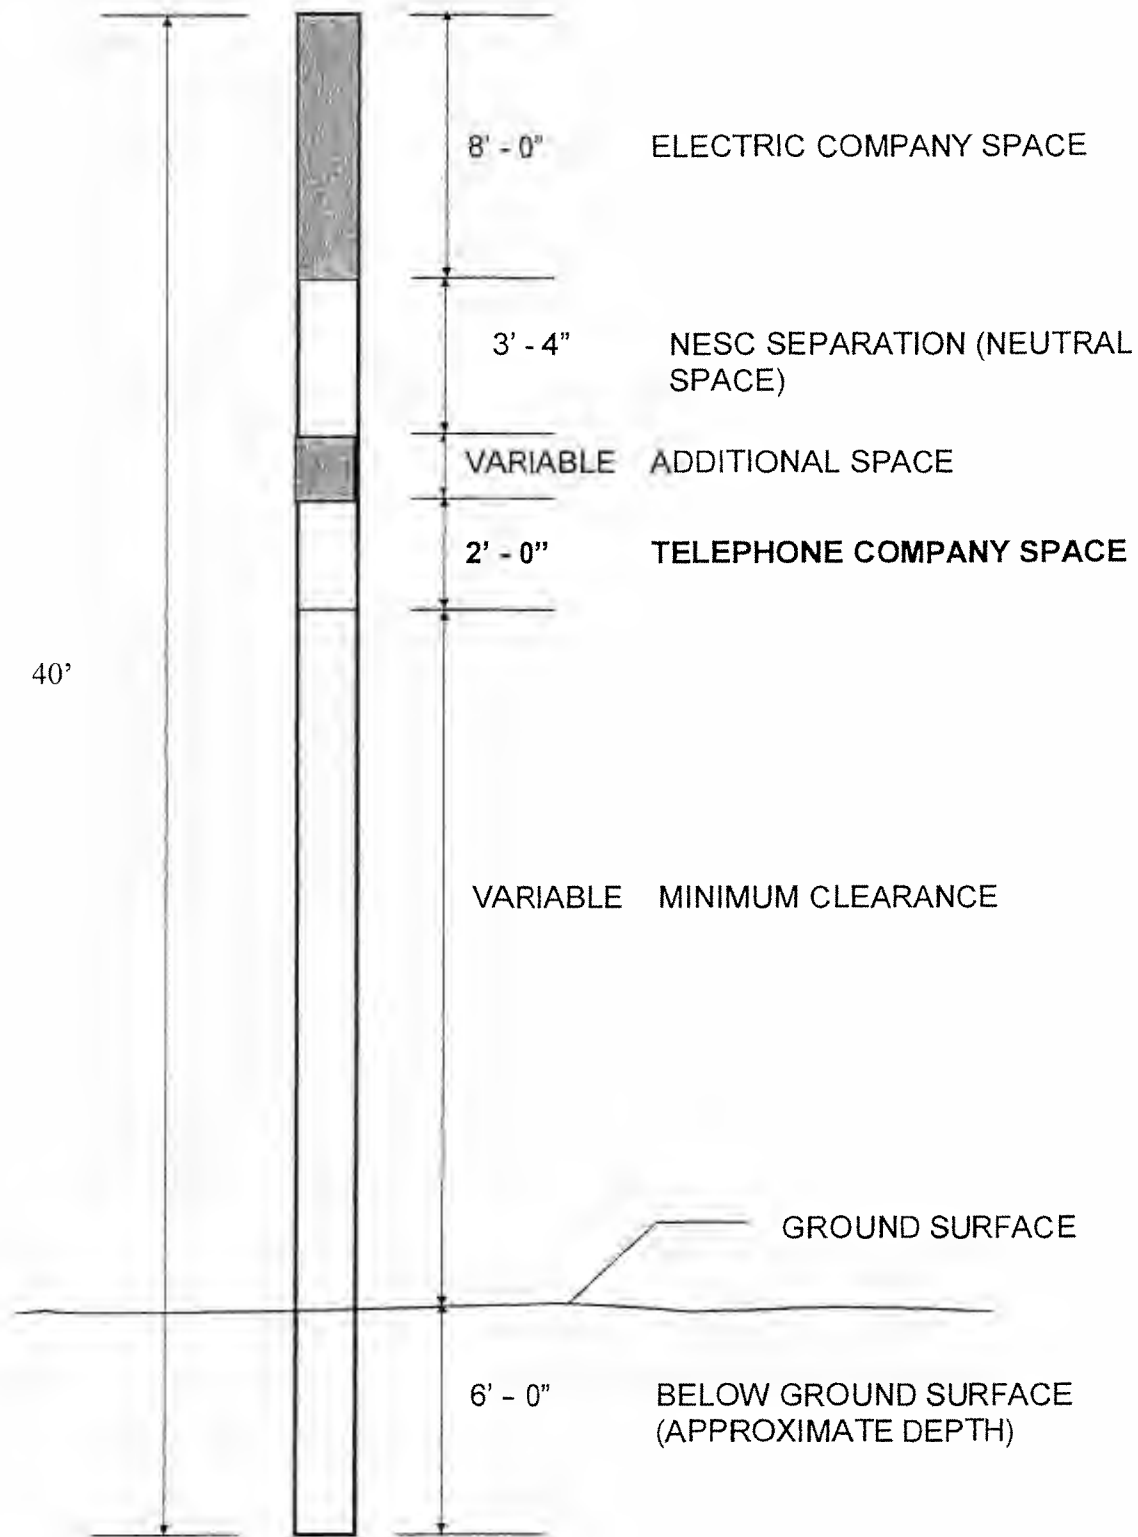 8' - 0" ELECTRIC COMPANY SPACE
3' - 4" NESC SEPARATION (NEUTRAL
SPACE)
VARIABLE ADDITIONAL SPACE
2' - 0" TELEPHONE COMPANY SPACE
40'
VARIABLE MINIMUM CLEARANCE
GROUND SURFACE
6' - 0" BELOW GROUND SURFACE
(APPROXIMATE DEPTH)